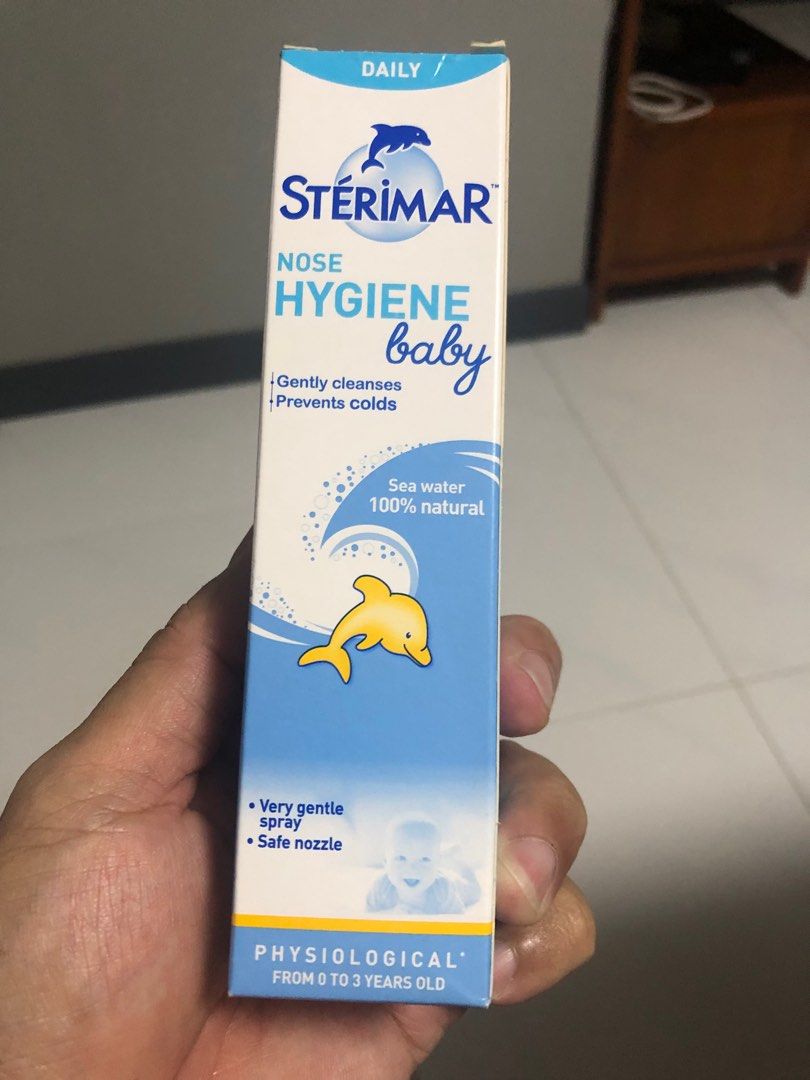 DAILY
STÉRIMAR™
NOSE
HYGIENE
baby
• Gently cleanses
• Prevents colds
Sea water
100% natural
• Very gentle
spray
• Safe nozzle
PHYSIOLOGICAL*
FROM 0 TO 3 YEARS OLD